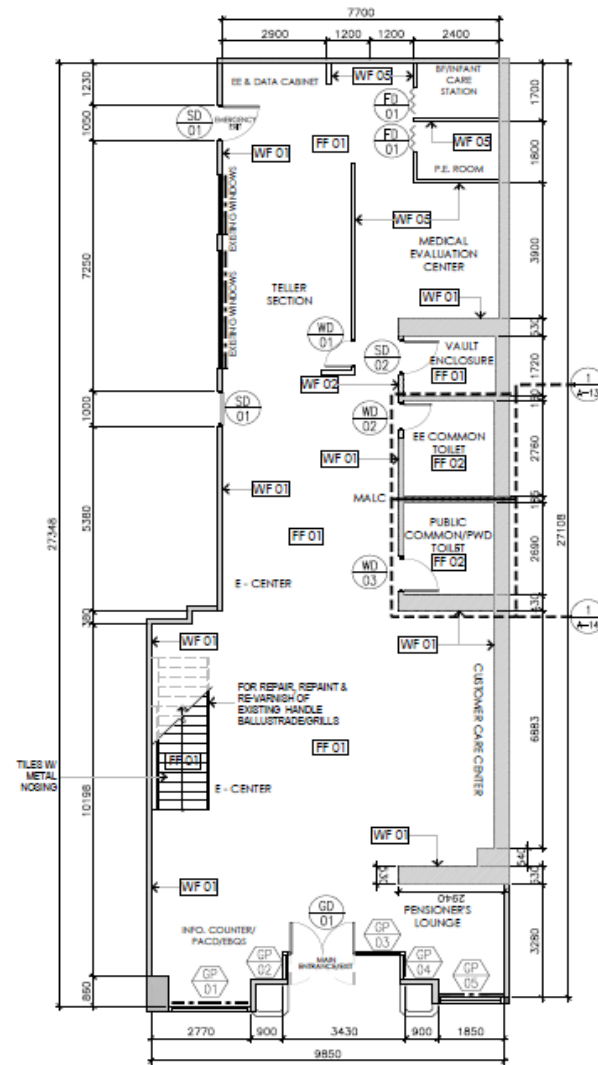 7700
2900
1200
1200
2400
EE & DATA CABINET
WF 05
BF/INFANT
CARE
STATION
FD
01
1230
1050
1700
SD
01
EMERGENCY
EXIT
FF 01
FD
01
WF 05
1800
WF 01
P.E. ROOM
EXISTING WINDOWS
WF 05
7250
MEDICAL
EVALUATION
CENTER
3900
TELLER
SECTION
EXISTING WINDOWS
WF 01
WD
01
SD
02
530
VAULT
ENCLOSURE
FF 01
1720
WF 02
1
A-13
SD
01
1000
WD
02
EE COMMON
TOILET
FF 02
2760
WF 01
WF 01
MALC
27348
5380
FF 01
PUBLIC
COMMON/PWD
TOILET
FF 02
2690
27108
WD
03
E - CENTER
530
1
A-14
380
WF 01
WF 01
FOR REPAIR, REPAINT &
RE-VARNISH OF
EXISTING HANDLE
BALLUSTRADE/GRILLS
CUSTOMER CARE CENTER
6883
FF 01
TILES W/
METAL
NOSING
FF 01
E - CENTER
10198
WF 01
540
530
530
WF 01
2940
GD
01
PENSIONER'S
LOUNGE
INFO. COUNTER/
PACD/EBQS
GP
03
3280
GP
02
MAIN
ENTRANCE/EXIT
GP
04
GP
01
GP
05
860
2770
900
3430
900
1850
9850